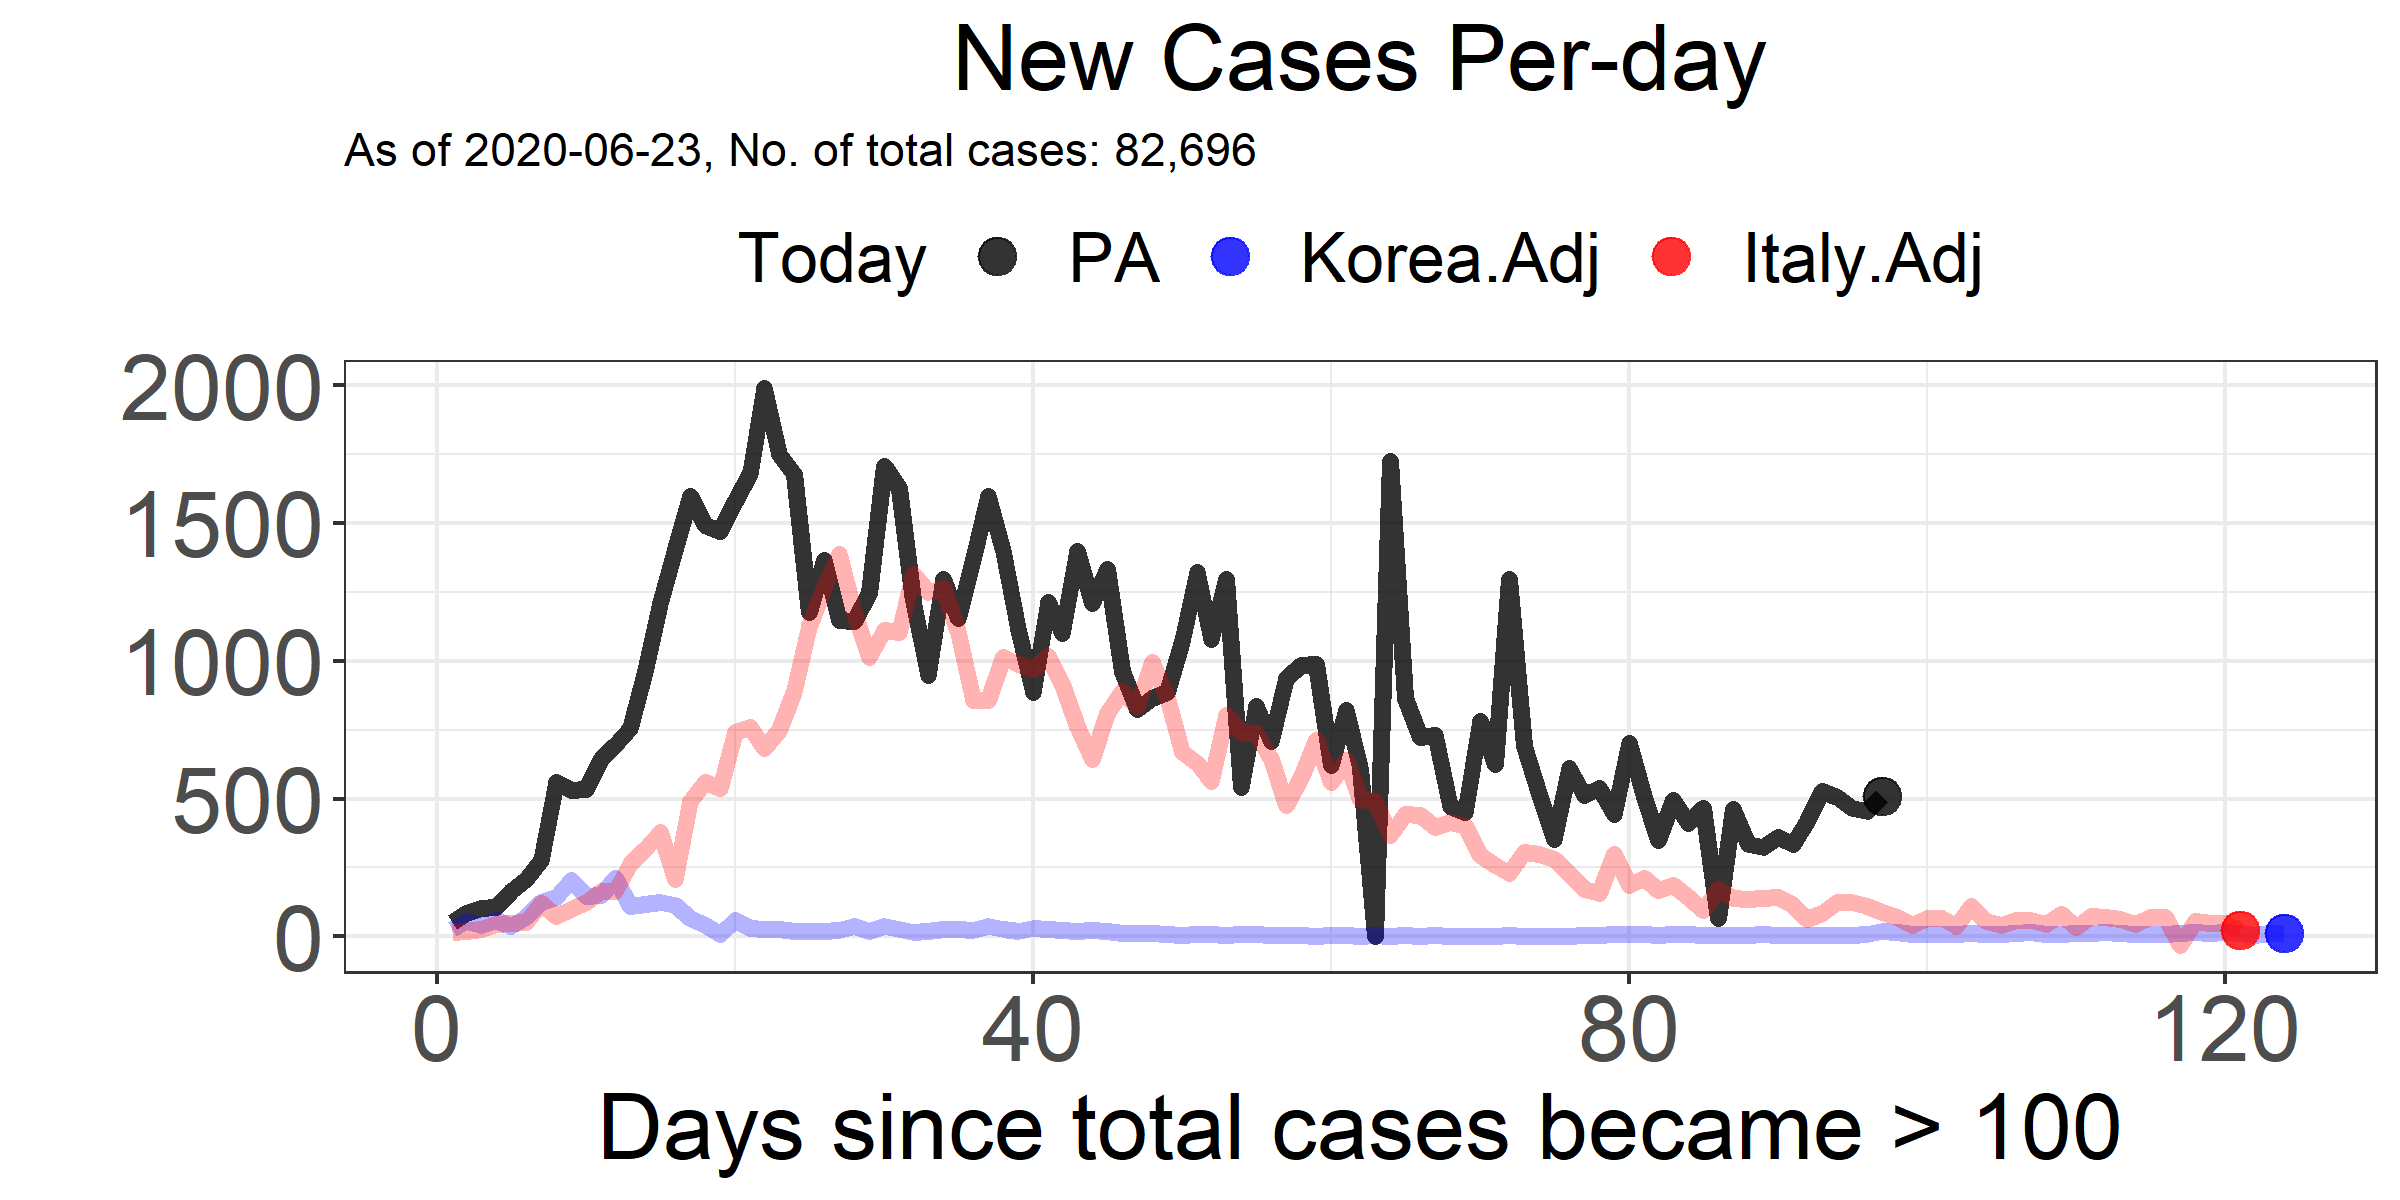 New Cases Per-day
As of 2020-06-23, No. of total cases: 82,696
Today PA Korea.Adj Italy.Adj
2000
1500
1000
500
0
0 40 80 120
Days since total cases became > 100